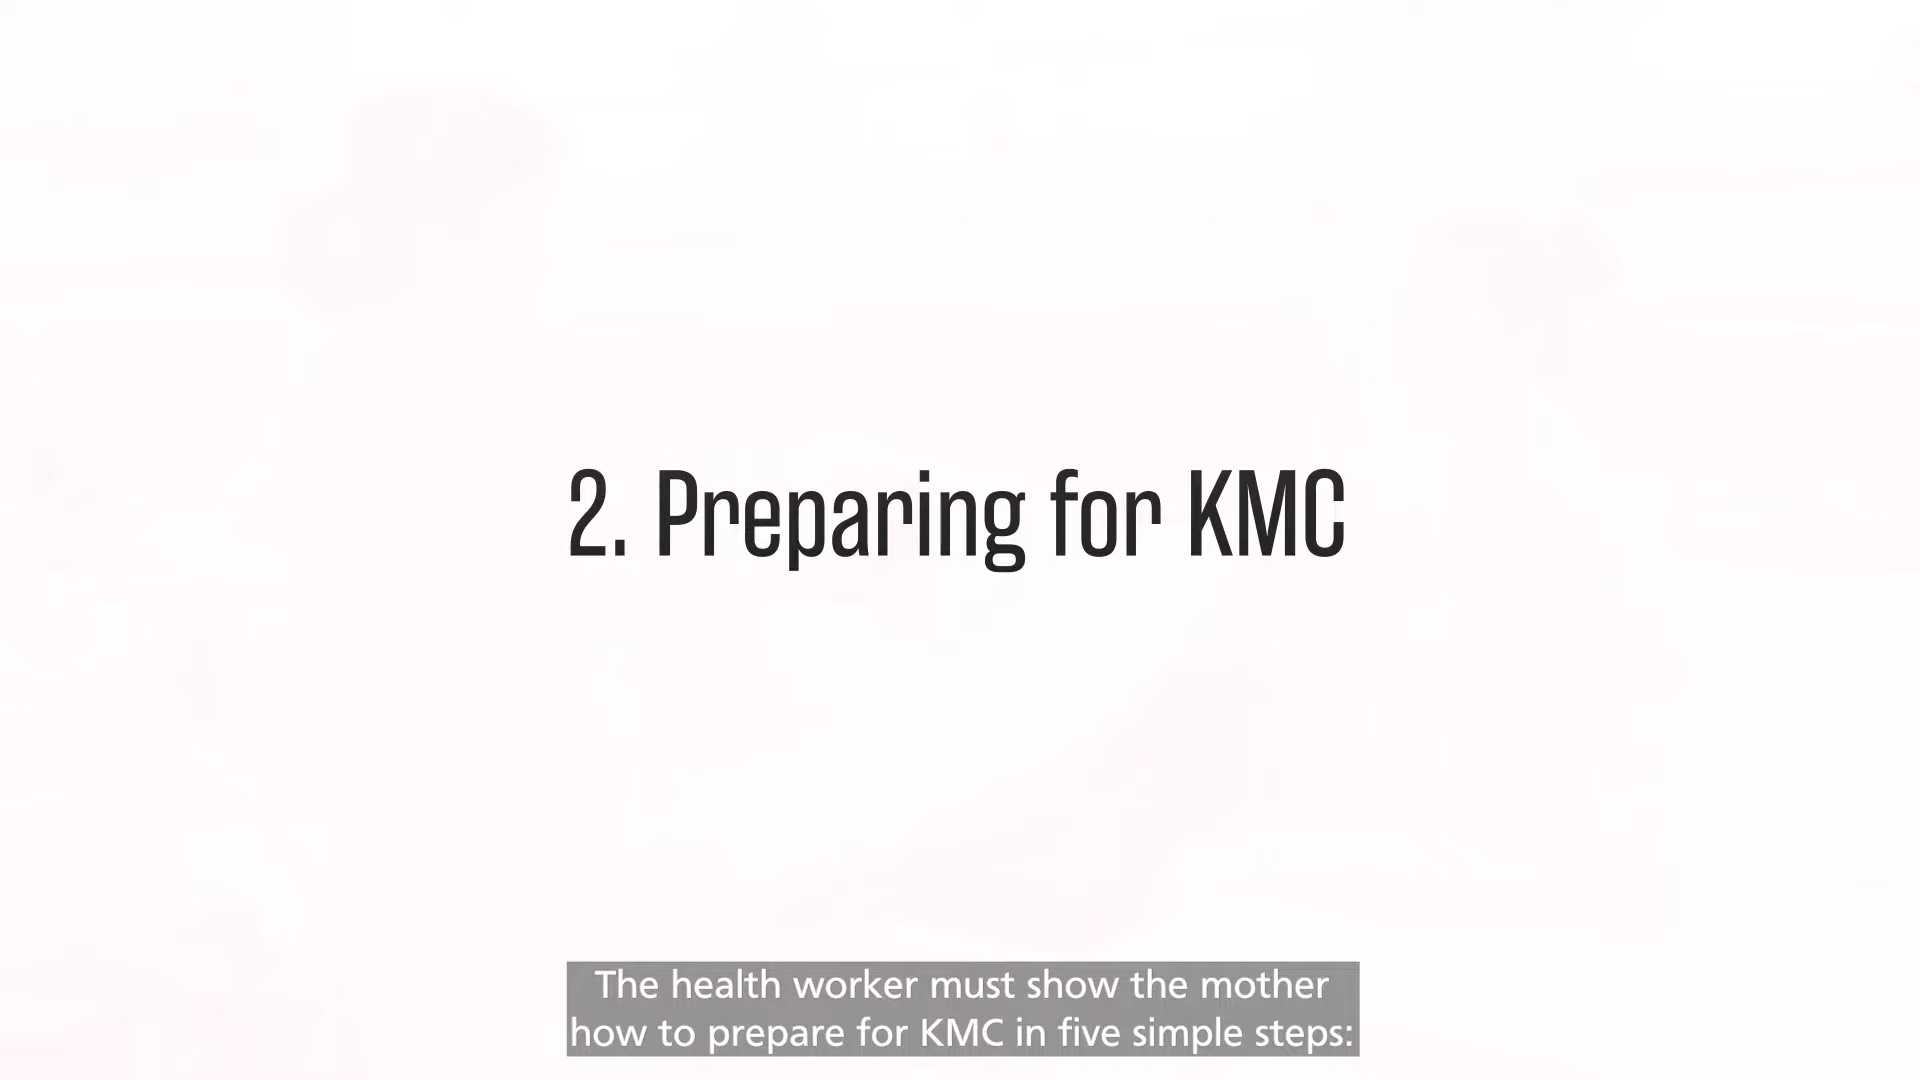 2. Preparing for KMC
The health worker must show the mother
how to prepare for KMC in five simple steps: